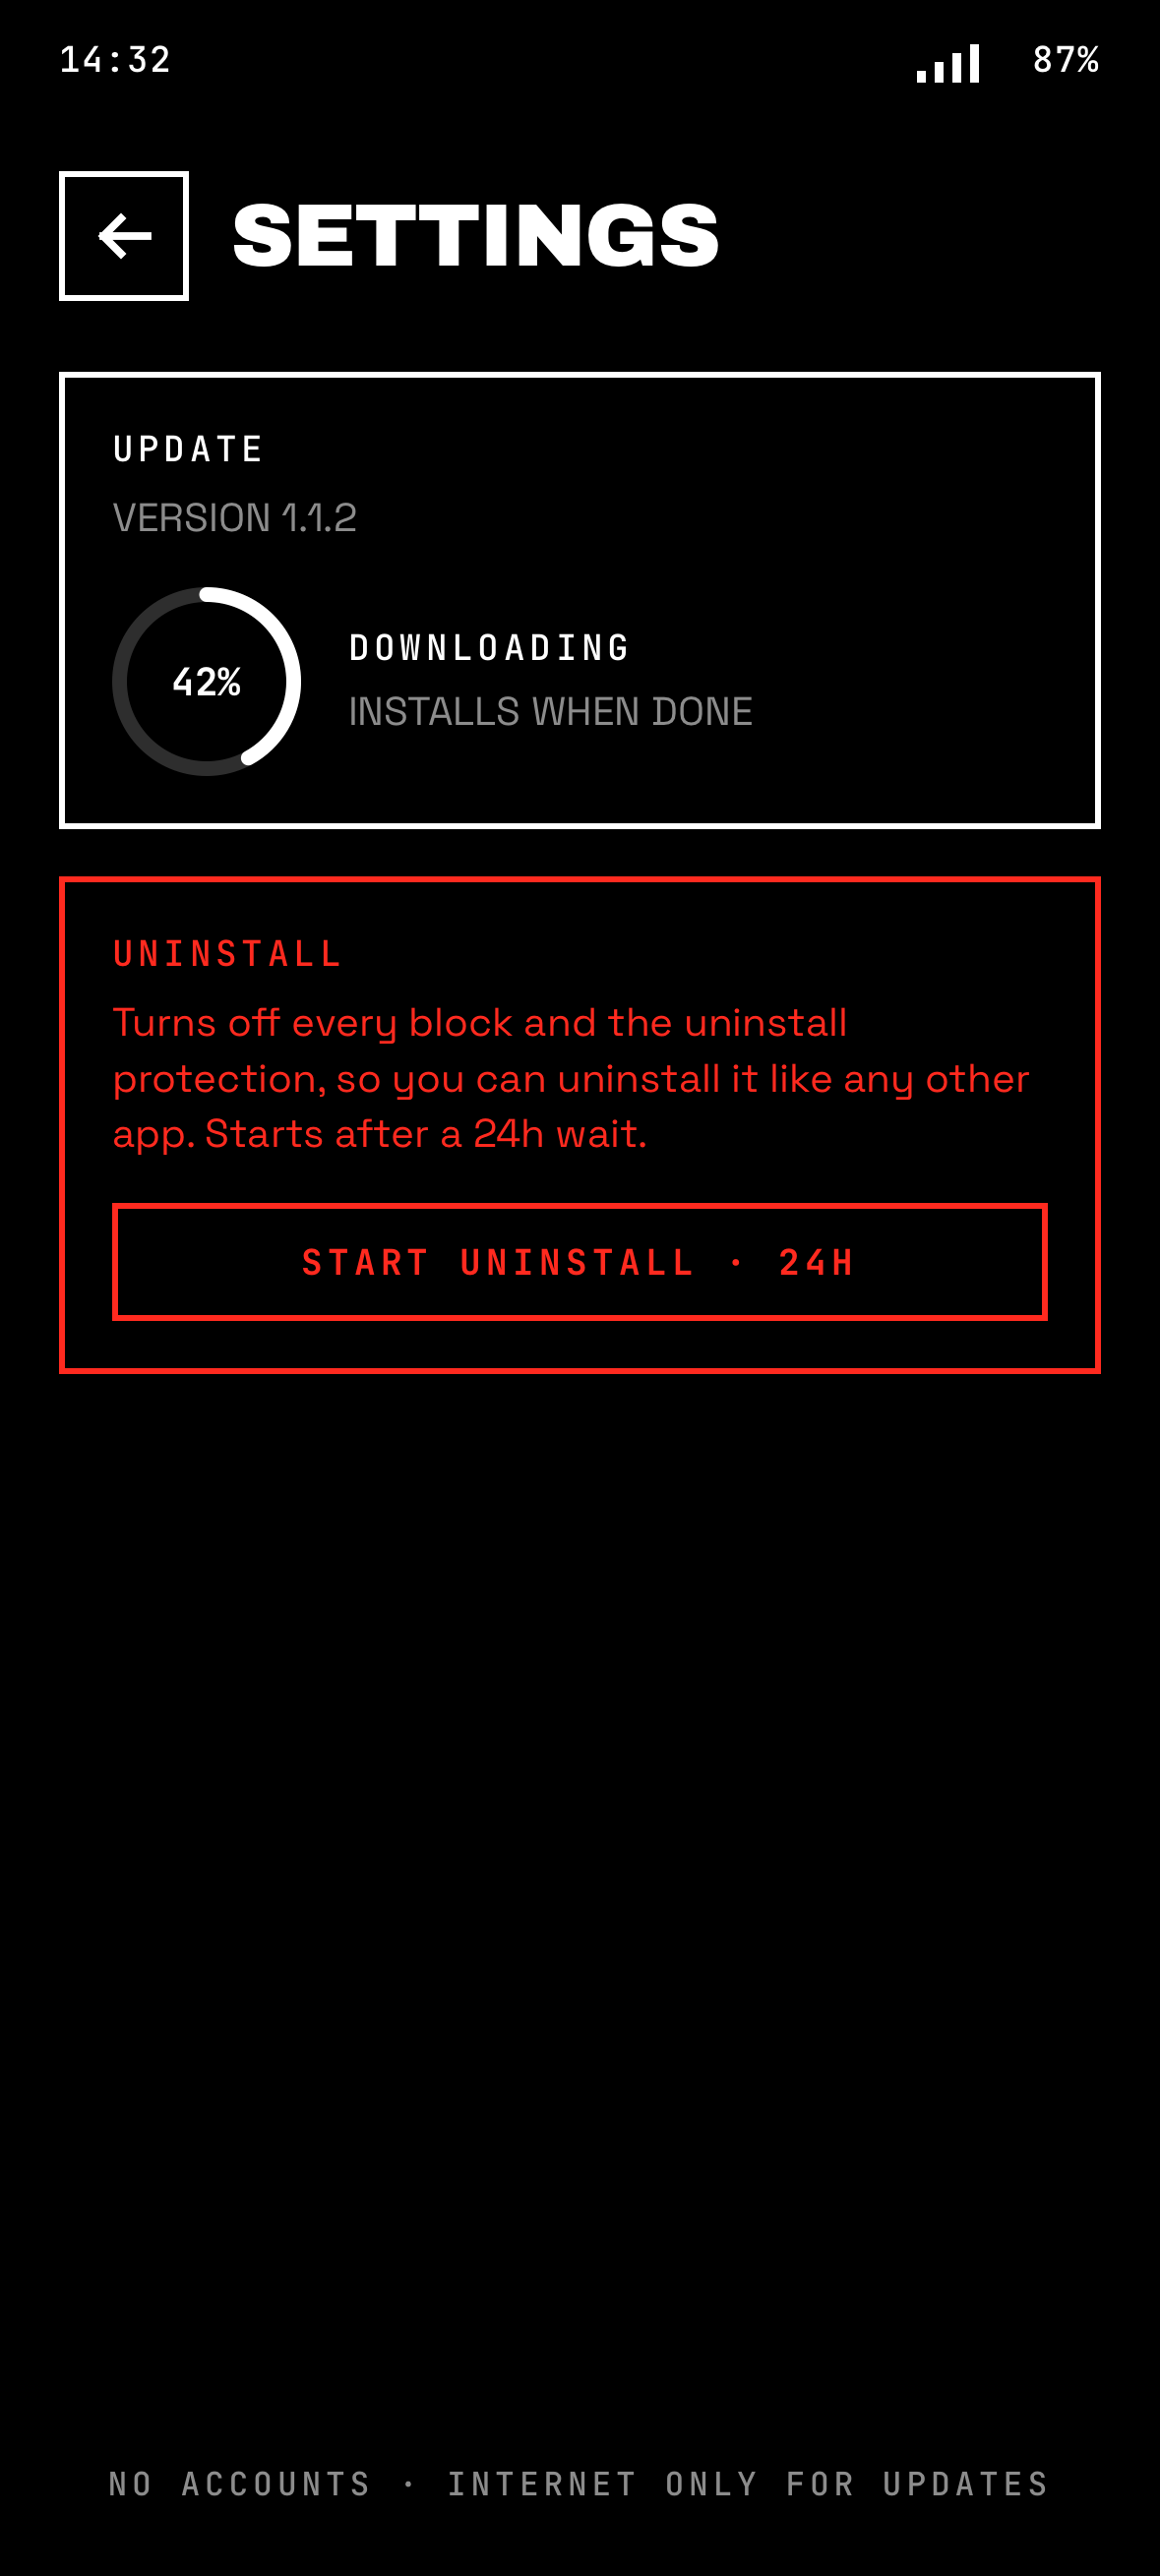 14:32 87%
SETTINGS
UPDATE
VERSION 1.1.2
42%
DOWNLOADING
INSTALLS WHEN DONE
UNINSTALL
Turns off every block and the uninstall
protection, so you can uninstall it like any other
app. Starts after a 24h wait.
START UNINSTALL · 24H
NO ACCOUNTS · INTERNET ONLY FOR UPDATES